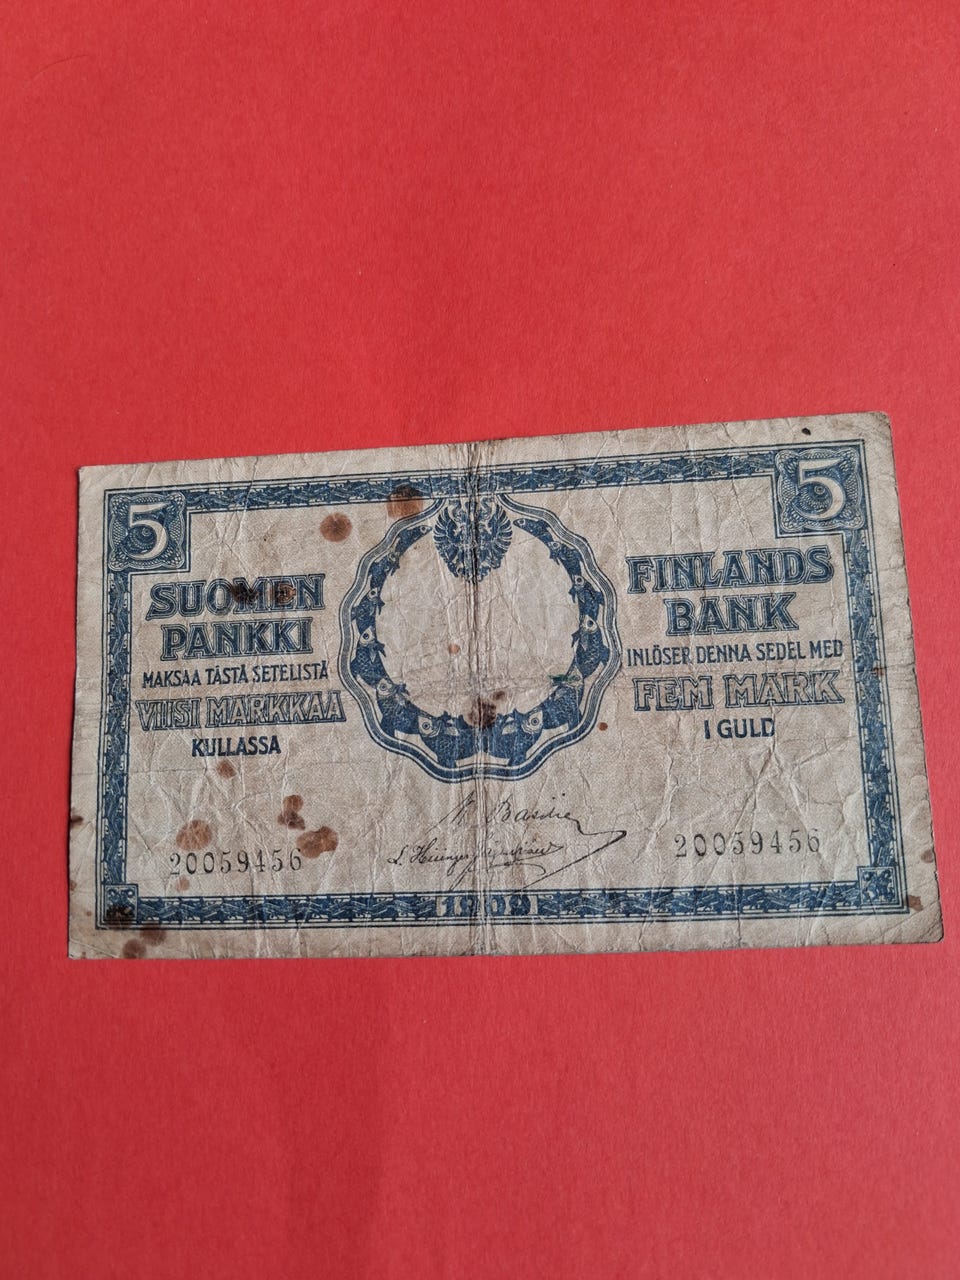 5
5
SUOMEN
PANKKI
MAKSAA TÄSTÄ SETELISTÄ
VIISI MARKKAA
KULLASSA
FINLANDS
BANK
INLÖSER DENNA SEDEL MED
FEM MARK
I GULD
Basilier
20059456
20059456
1909